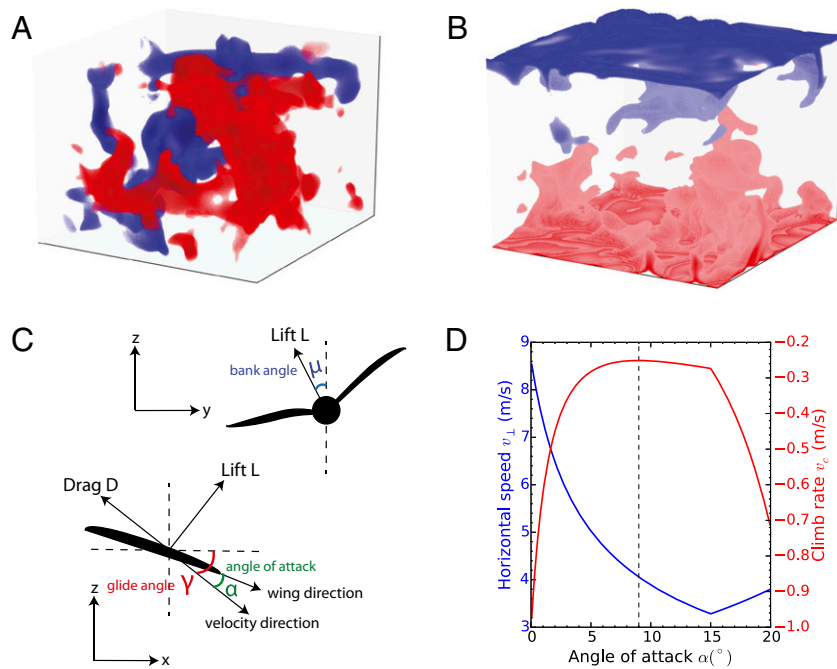 A
B
C
z
y
Lift L
bank angle
μ
Drag D
Lift L
angle of attack
glide angle
γ
α
wing direction
velocity direction
z
x
D
9
8
7
6
5
4
3
Horizontal speed v⊥ (m/s)
−0.2
−0.3
−0.4
−0.5
−0.6
−0.7
−0.8
−0.9
−1.0
Climb rate v_c (m/s)
0 5 10 15 20
Angle of attack α(°)